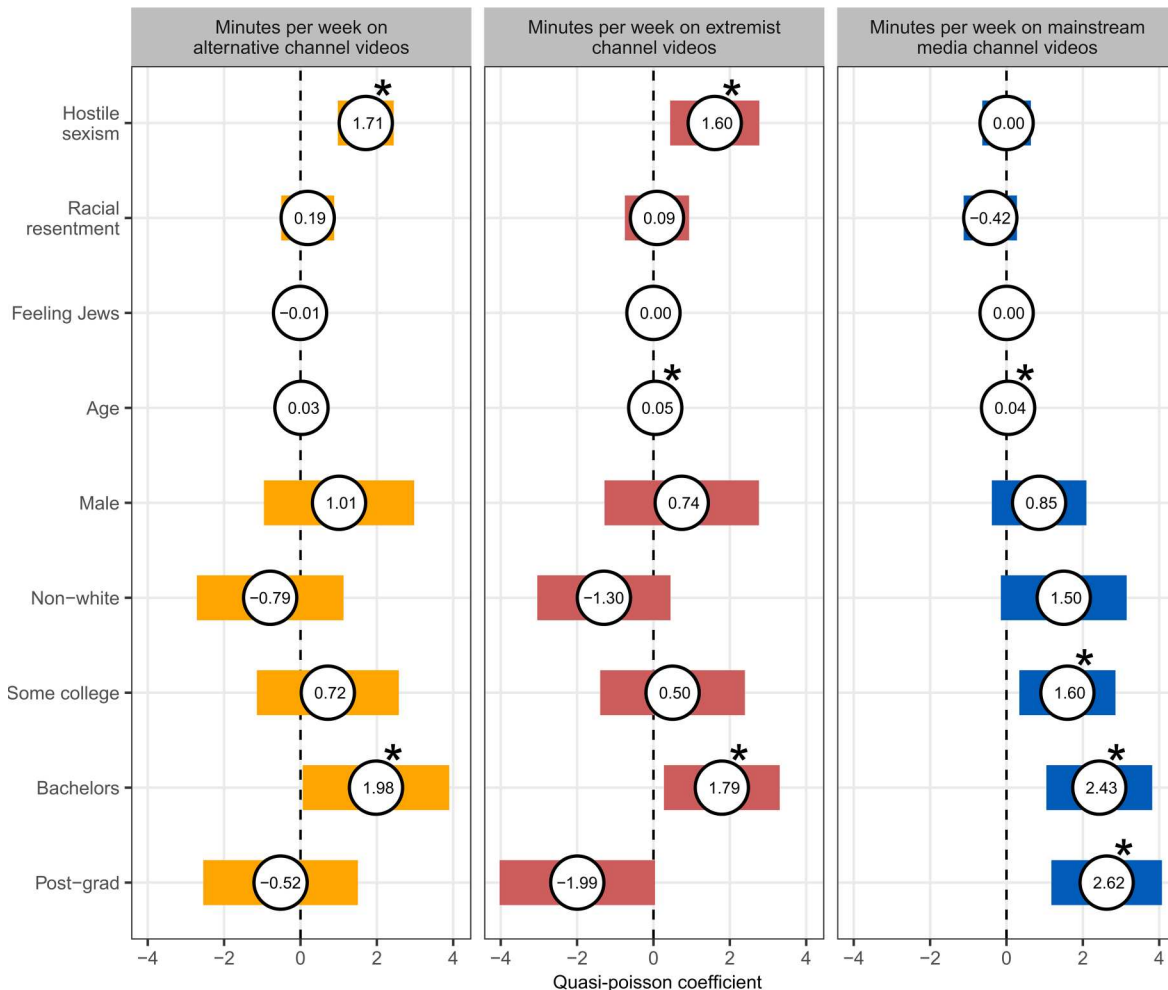 Minutes per week on
alternative channel videos
Minutes per week on extremist
channel videos
Minutes per week on mainstream
media channel videos
Hostile
sexism
*
1.71
*
1.60
0.00
Racial
resentment
0.19
0.09
−0.42
Feeling Jews
−0.01
0.00
0.00
Age
0.03
*
0.05
*
0.04
Male
1.01
0.74
0.85
Non−white
−0.79
−1.30
1.50
Some college
0.72
0.50
*
1.60
Bachelors
*
1.98
*
1.79
*
2.43
Post−grad
−0.52
−1.99
*
2.62
−4 −2 0 2 4
−4 −2 0 2 4
−4 −2 0 2 4
Quasi−poisson coefficient